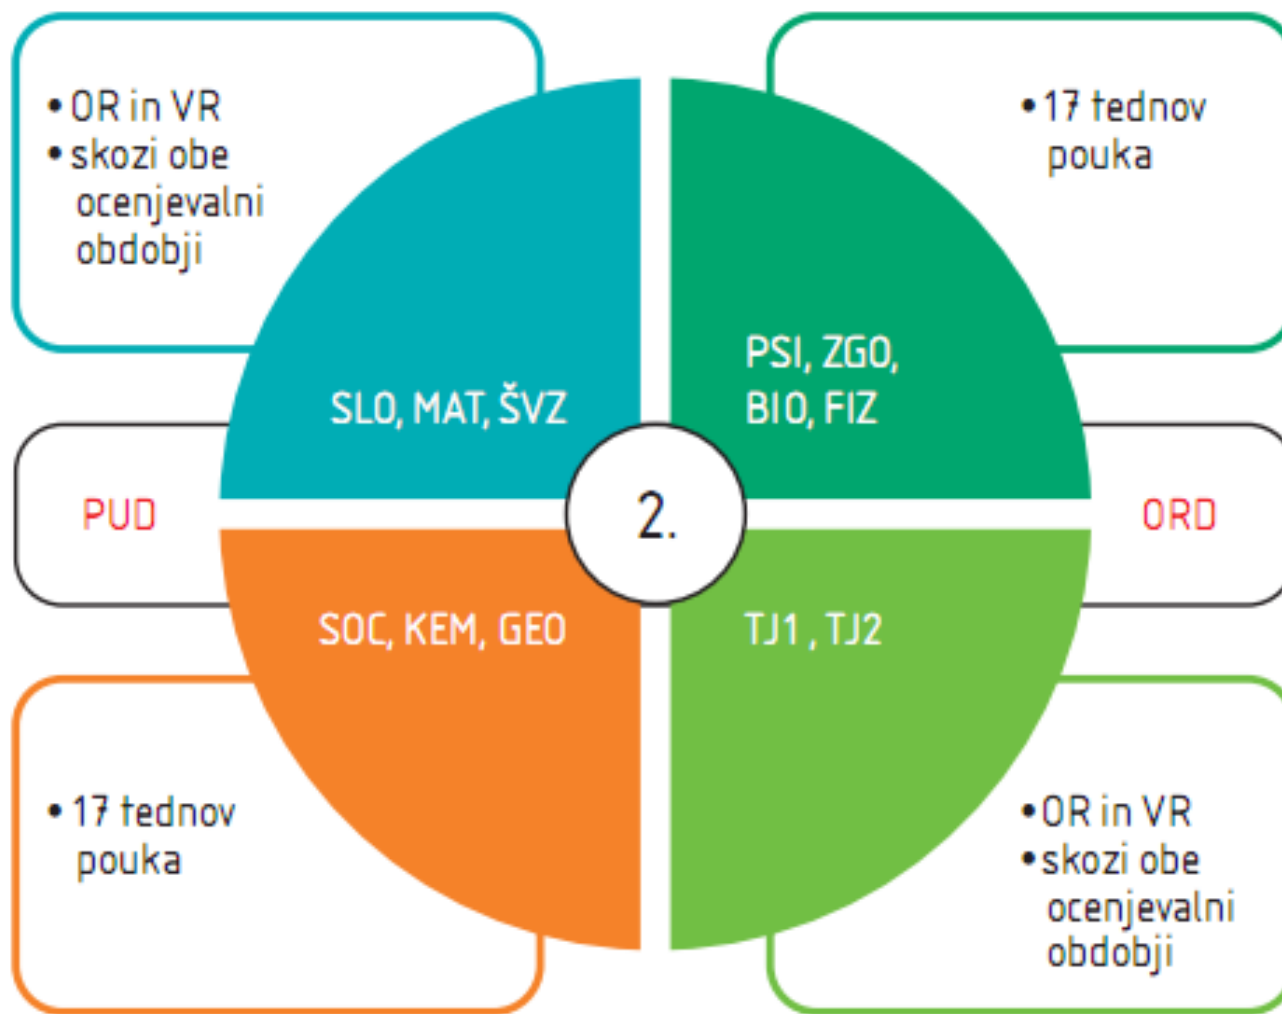 • OR in VR
• skozi obe
ocenjevalni
obdobji
• 17 tednov
pouka
SLO, MAT, ŠVZ
PSI, ZGO,
BIO, FIZ
PUD
2.
ORD
SOC, KEM, GEO
TJ1 , TJ2
• 17 tednov
pouka
• OR in VR
• skozi obe
ocenjevalni
obdobji